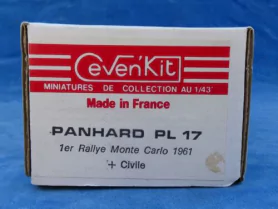 Ceven'Kit
MINIATURES DE COLLECTION AU 1/43°
Made in France
PANHARD PL 17
1er Rallye Monte Carlo 1961
+ Civile